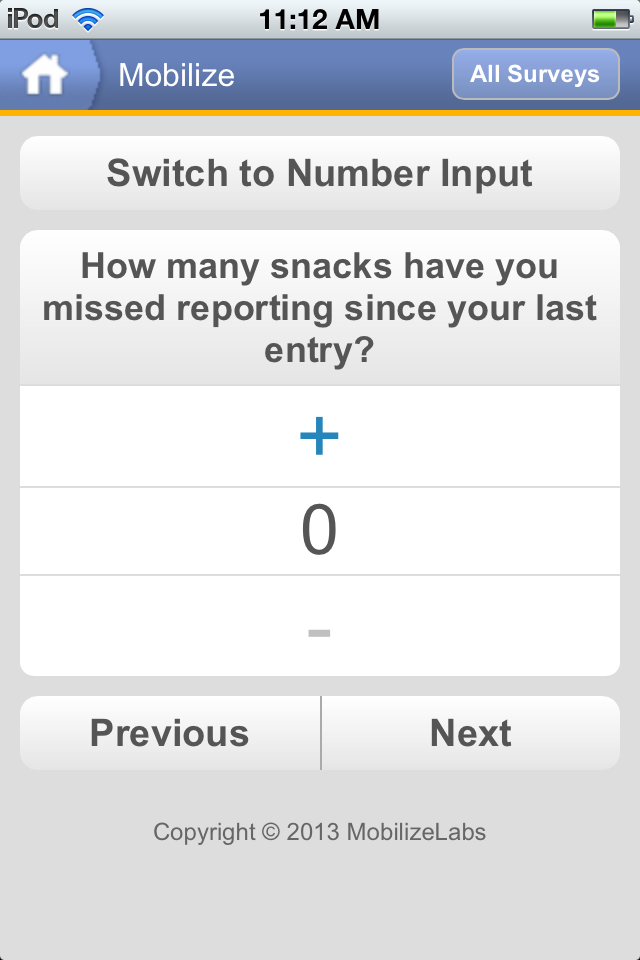 iPod
11:12 AM
Mobilize
All Surveys
Switch to Number Input
How many snacks have you
missed reporting since your last
entry?
+
0
-
Previous
Next
Copyright © 2013 MobilizeLabs